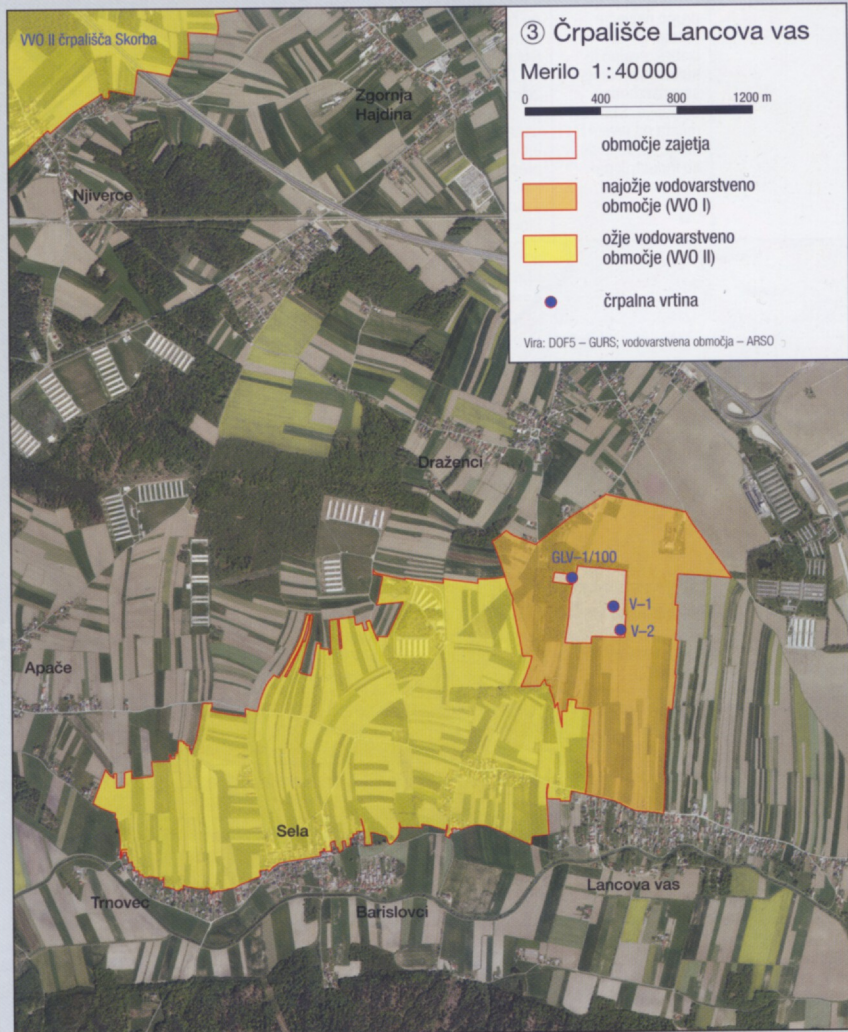 ③ Črpališče Lancova vas
Merilo 1:40 000
0 400 800 1200 m
območje zajetja
najožje vodovarstveno
območje (VVO I)
ožje vodovarstveno
območje (VVO II)
črpalna vrtina
Vira: DOF5 – GURS; vodovarstvena območja – ARSO
VVO II črpališča Skorba
Zgornja
Hajdina
Njiverce
Draženci
GLV–1/100
V–1
V–2
Apače
Sela
Trnovec
Barislovci
Lancova vas